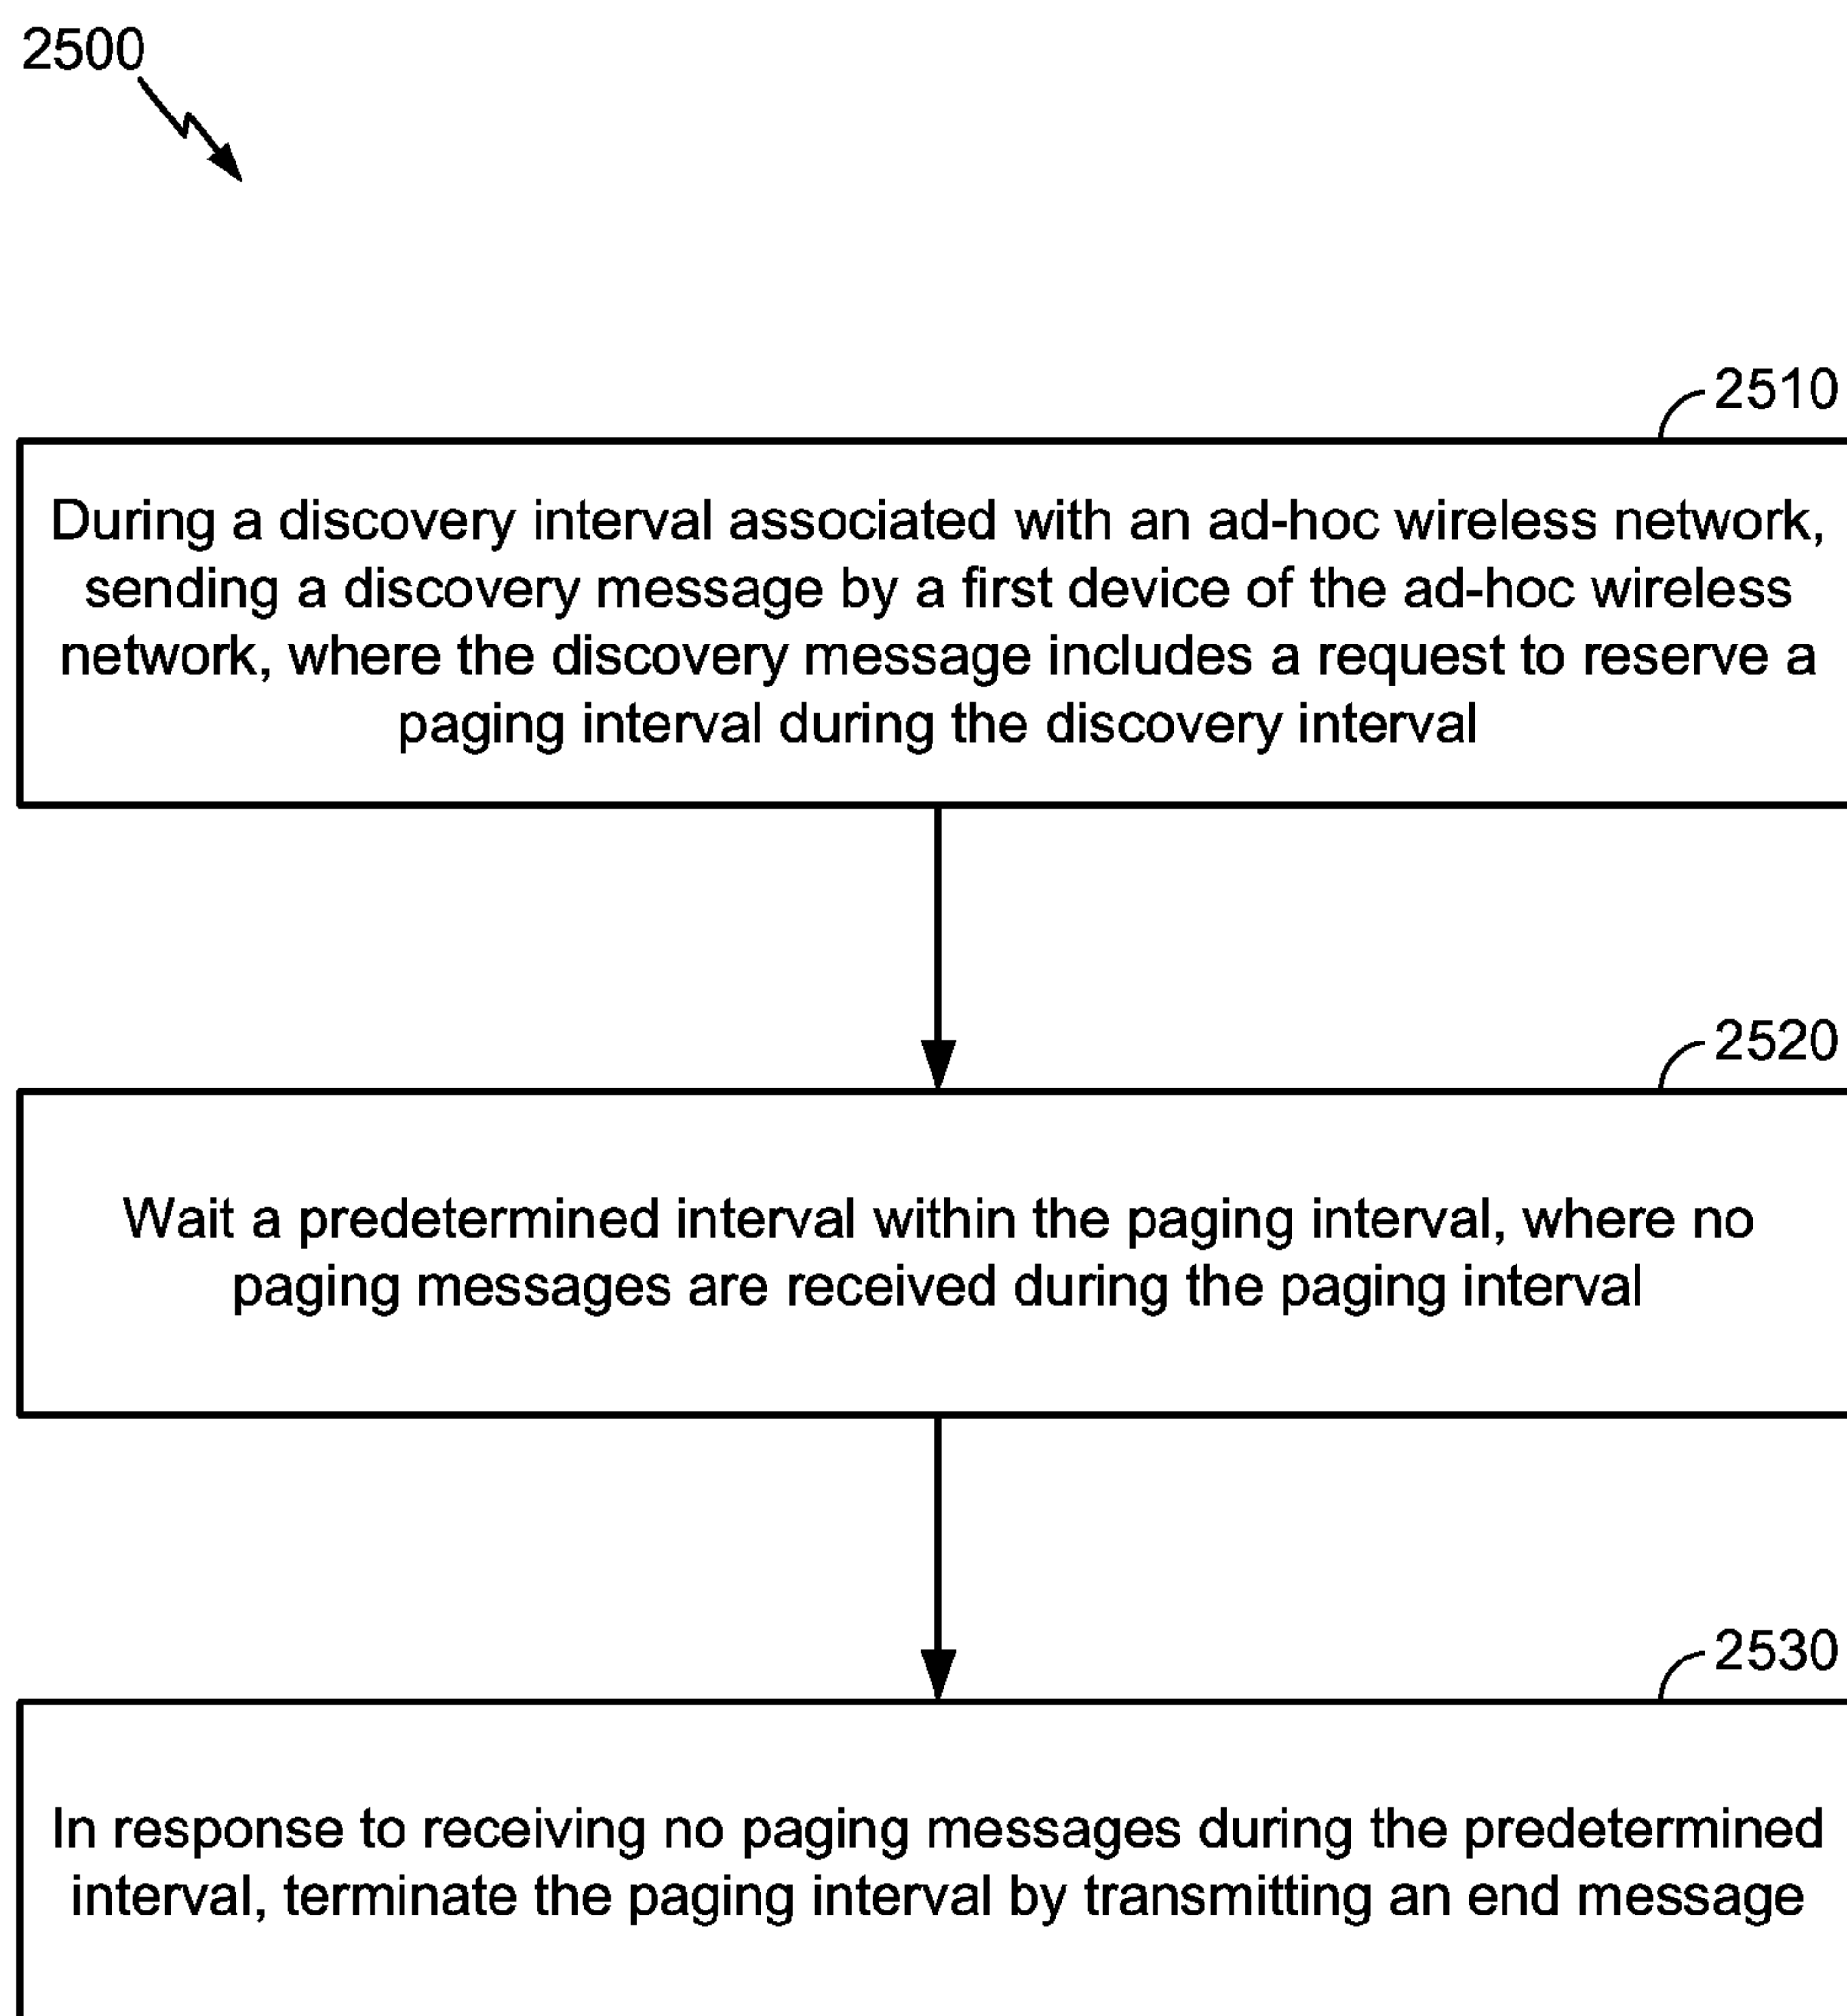 2500
2510
During a discovery interval associated with an ad-hoc wireless network,
sending a discovery message by a first device of the ad-hoc wireless
network, where the discovery message includes a request to reserve a
paging interval during the discovery interval
2520
Wait a predetermined interval within the paging interval, where no
paging messages are received during the paging interval
2530
In response to receiving no paging messages during the predetermined
interval, terminate the paging interval by transmitting an end message